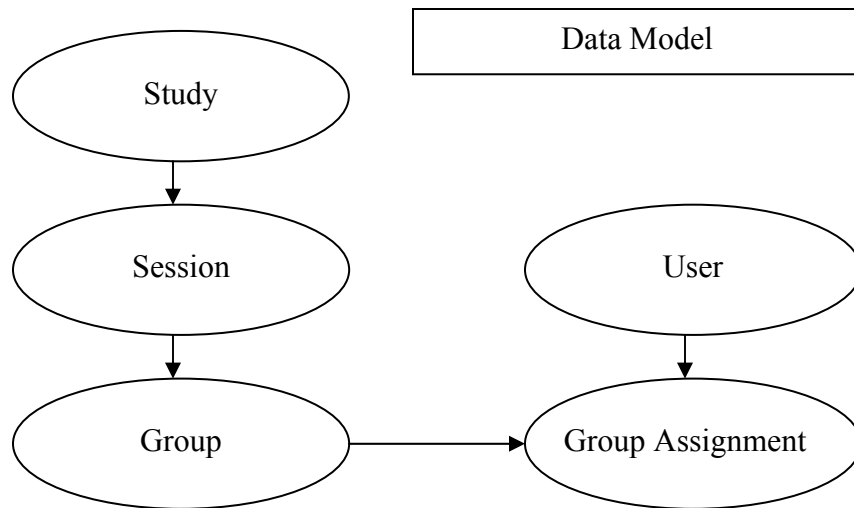 Data Model
Study
Session
User
Group
Group Assignment